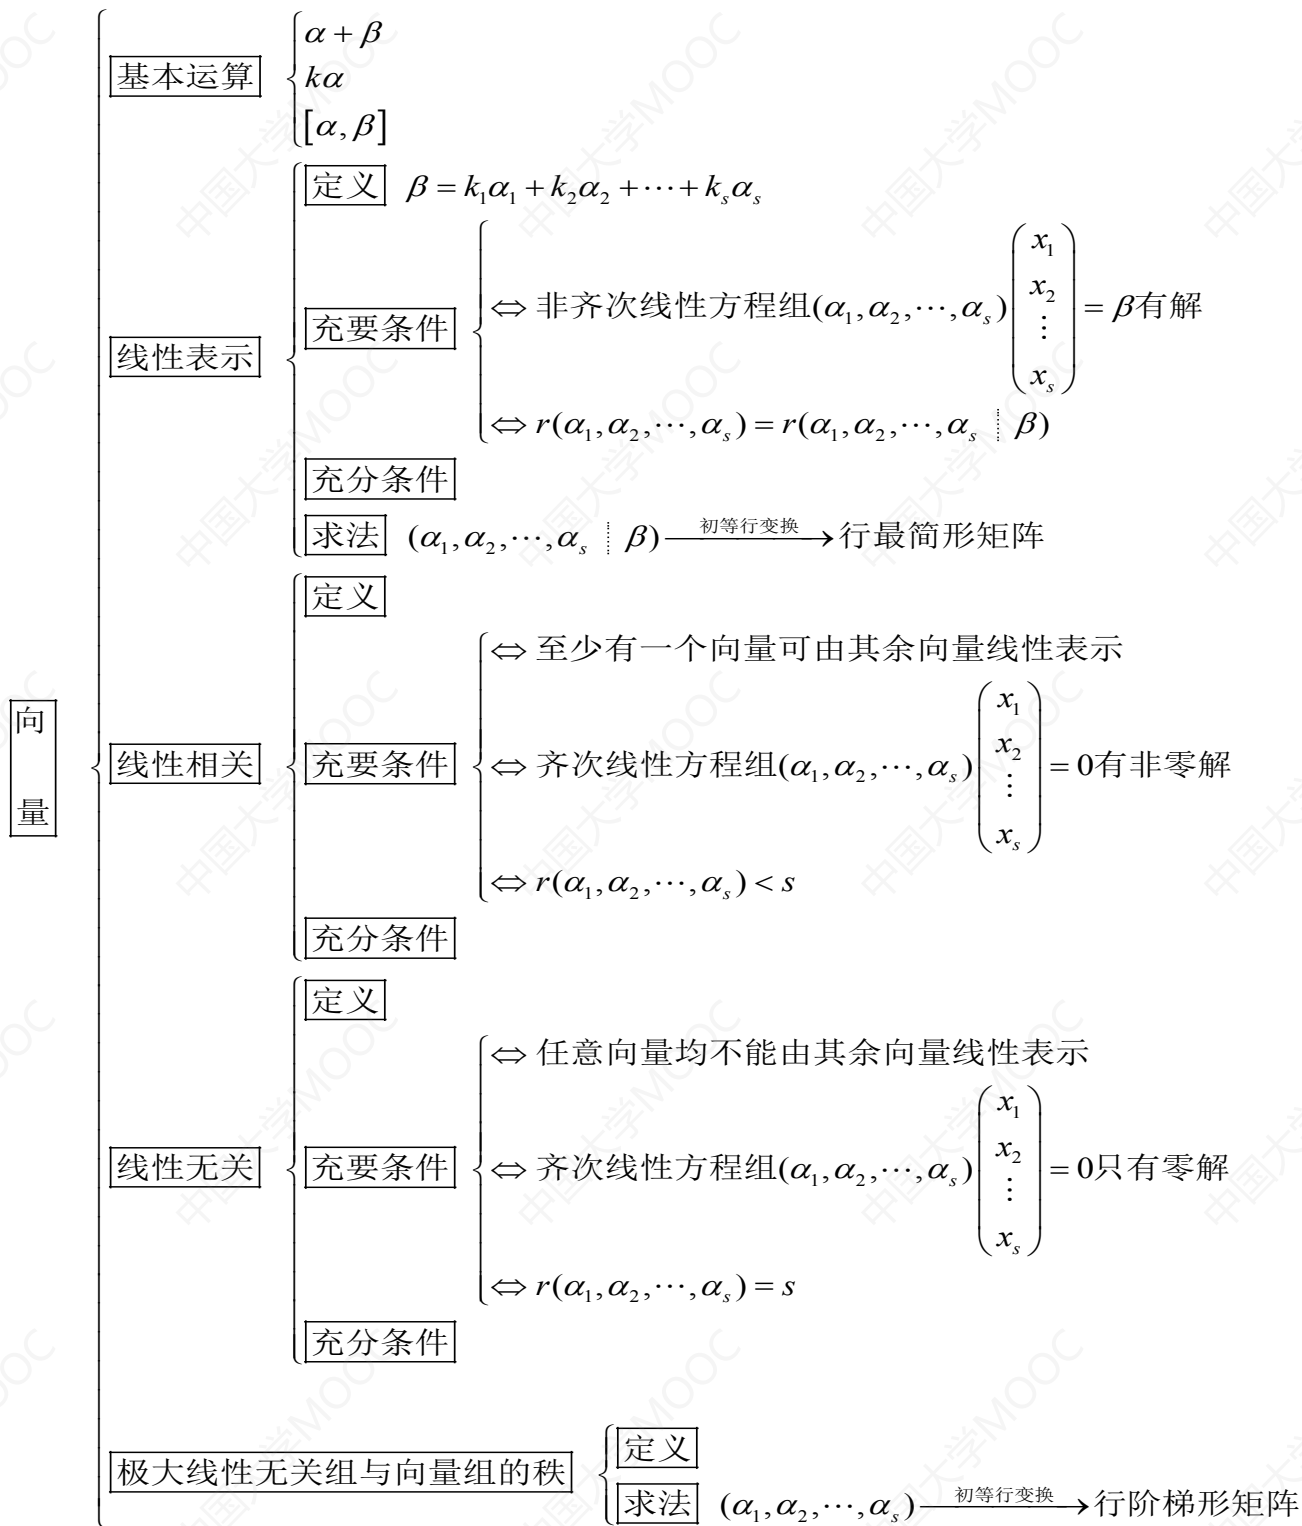 α + β
基本运算 kα
[α, β]
定义 β = k₁α₁ + k₂α₂ + ⋯ + kₛαₛ
充要条件
⇔ 非齐次线性方程组(α₁, α₂, ⋯, αₛ) (x₁ x₂ ⋮ xₛ) = β有解
线性表示
⇔ r(α₁, α₂, ⋯, αₛ) = r(α₁, α₂, ⋯, αₛ ┊ β)
充分条件
求法 (α₁, α₂, ⋯, αₛ ┊ β) 初等行变换→ 行最简形矩阵
定义
⇔ 至少有一个向量可由其余向量线性表示
向量
线性相关 充要条件 ⇔ 齐次线性方程组(α₁, α₂, ⋯, αₛ) (x₁ x₂ ⋮ xₛ) = 0有非零解
⇔ r(α₁, α₂, ⋯, αₛ) < s
充分条件
定义
⇔ 任意向量均不能由其余向量线性表示
线性无关 充要条件 ⇔ 齐次线性方程组(α₁, α₂, ⋯, αₛ) (x₁ x₂ ⋮ xₛ) = 0只有零解
⇔ r(α₁, α₂, ⋯, αₛ) = s
充分条件
极大线性无关组与向量组的秩
定义
求法 (α₁, α₂, ⋯, αₛ) 初等行变换→ 行阶梯形矩阵
中国大学MOOC